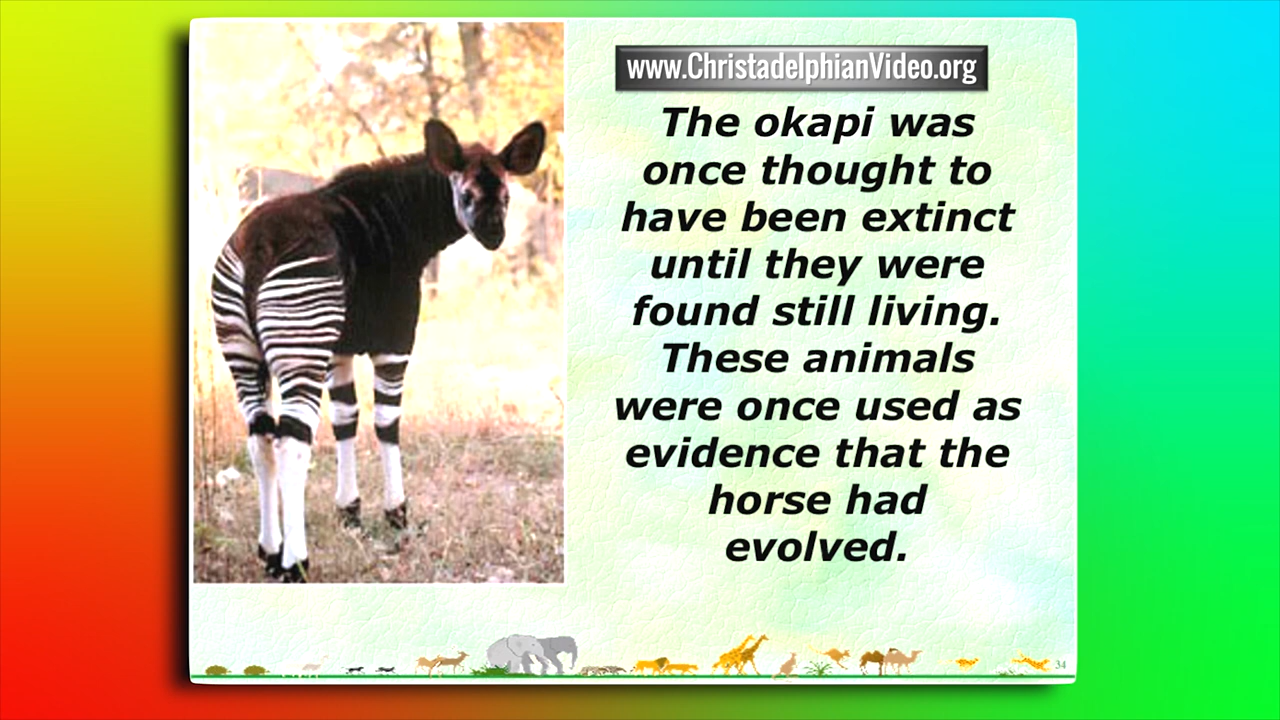 www.ChristadelphianVideo.org
The okapi was
once thought to
have been extinct
until they were
found still living.
These animals
were once used as
evidence that the
horse had
evolved.
34